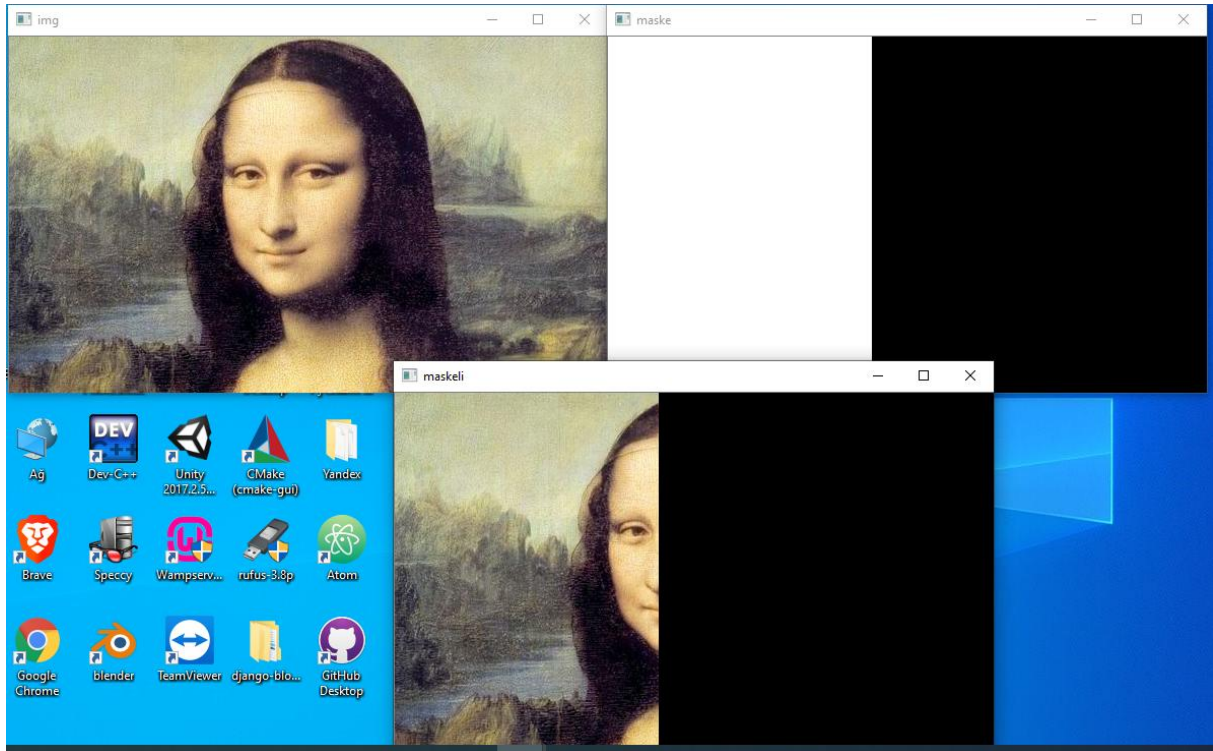 img
maske
maskeli
DEV
C++
Ağ
Dev-C++
Unity
2017.2.5...
CMake
(cmake-gui)
Yandex
Brave
Speccy
Wampserv...
rufus-3.8p
Atom
Google
Chrome
blender
TeamViewer
django-blo...
GitHub
Desktop